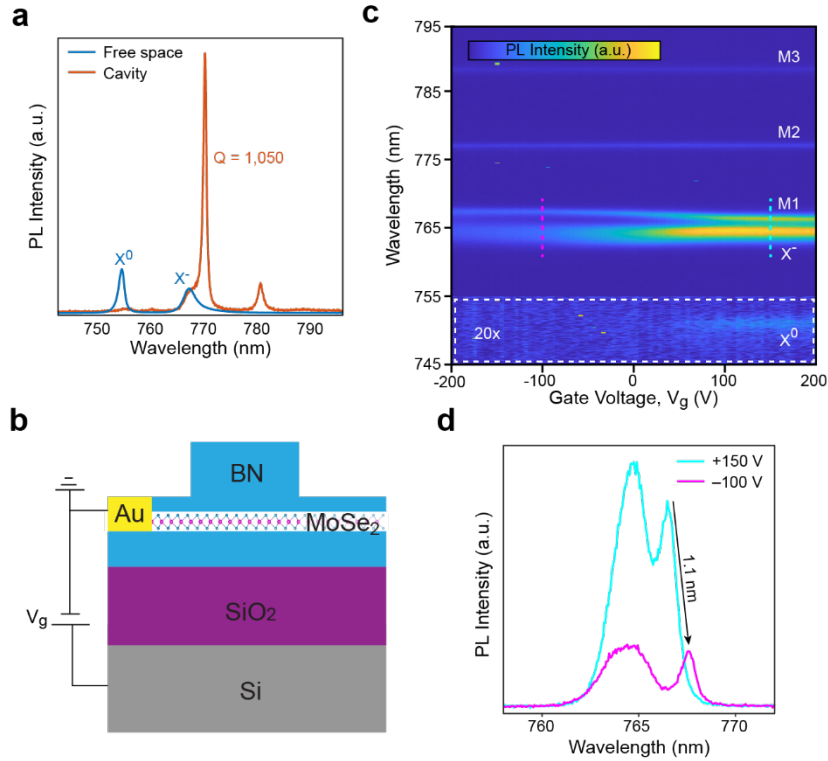 a
Free space
Cavity
Q = 1,050
X⁰
X⁻
PL Intensity (a.u.)
750
760
770
780
790
Wavelength (nm)
b
BN
Au
MoSe₂
SiO₂
Si
Vg
c
795
785
775
765
755
745
Wavelength (nm)
PL Intensity (a.u.)
M3
M2
M1
X⁻
20x
X⁰
-200
-100
0
100
200
Gate Voltage, Vg (V)
d
+150 V
–100 V
1.1 nm
PL Intensity (a.u.)
760
765
770
Wavelength (nm)